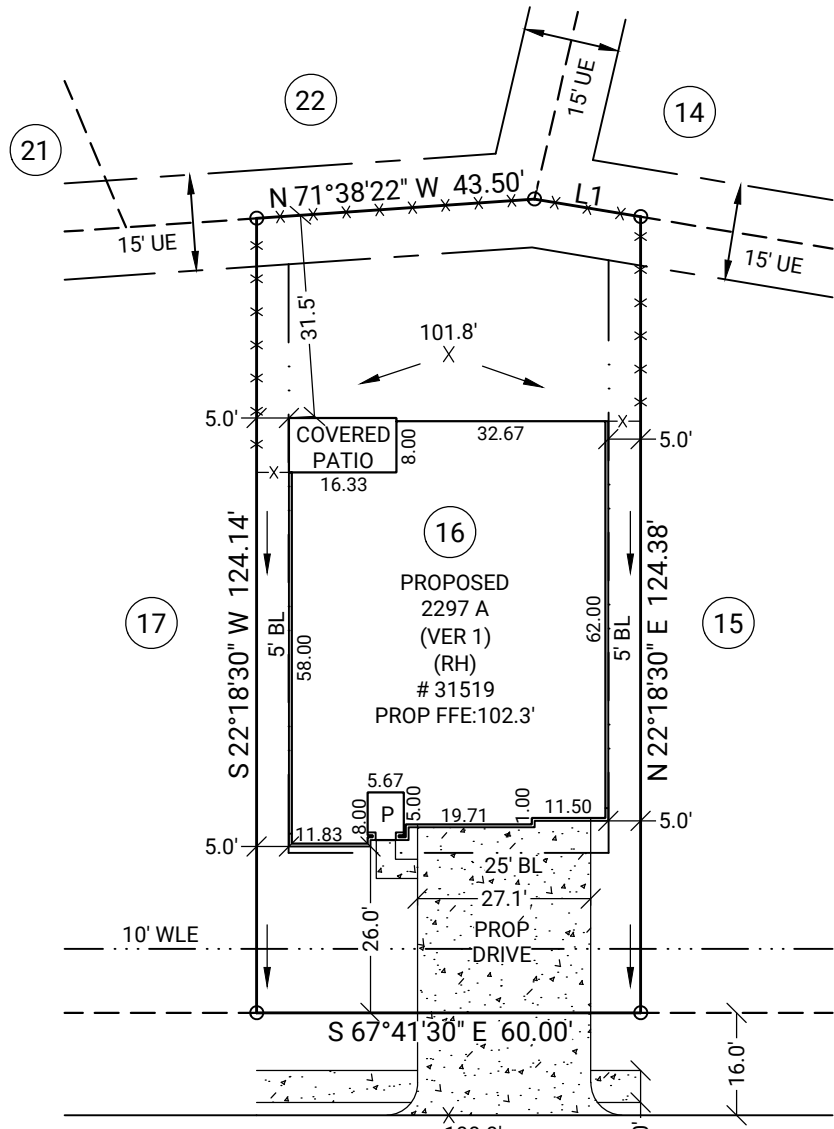 22
14
21
15' UE
N 71°38'22" W 43.50'
L1
15' UE
15' UE
31.5'
101.8'
X
5.0'
COVERED
PATIO
8.00
32.67
X
5.0'
X
16.33
16
PROPOSED
2297 A
(VER 1)
(RH)
# 31519
PROP FFE:102.3'
S 22°18'30" W 124.14'
5' BL
58.00
17
62.00
5' BL
N 22°18'30" E 124.38'
15
5.67
8.00
P
5.00
19.71
1.00
11.50
5.0'
11.83
5.0'
25' BL
27.1'
26.0'
PROP
DRIVE
10' WLE
S 67°41'30" E 60.00'
16.0'
X